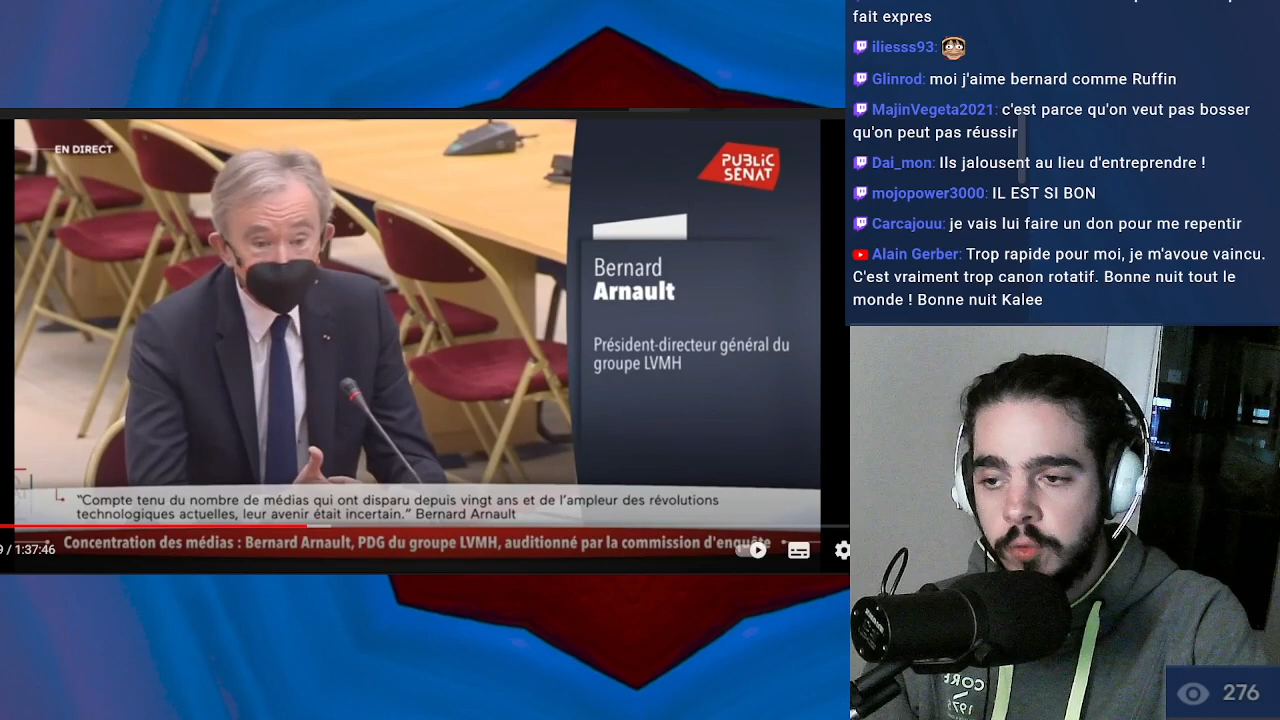 EN DIRECT
PUBLIC
SENAT
Bernard
Arnault
Président-directeur général du
groupe LVMH
"Compte tenu du nombre de médias qui ont disparu depuis vingt ans et de l'ampleur des révolutions
technologiques actuelles, leur avenir était incertain." Bernard Arnault
/ 1:37:46
Concentration des médias : Bernard Arnault, PDG du groupe LVMH, auditionné par la commission d'enquête
fait expres
iliesss93:
Glinrod: moi j'aime bernard comme Ruffin
MajinVegeta2021: c'est parce qu'on veut pas bosser
qu'on peut pas réussir
Dai_mon: Ils jalousent au lieu d'entreprendre !
mojopower3000: IL EST SI BON
Carcajouu: je vais lui faire un don pour me repentir
Alain Gerber: Trop rapide pour moi, je m'avoue vaincu.
C'est vraiment trop canon rotatif. Bonne nuit tout le
monde ! Bonne nuit Kalee
CORE
1975
276